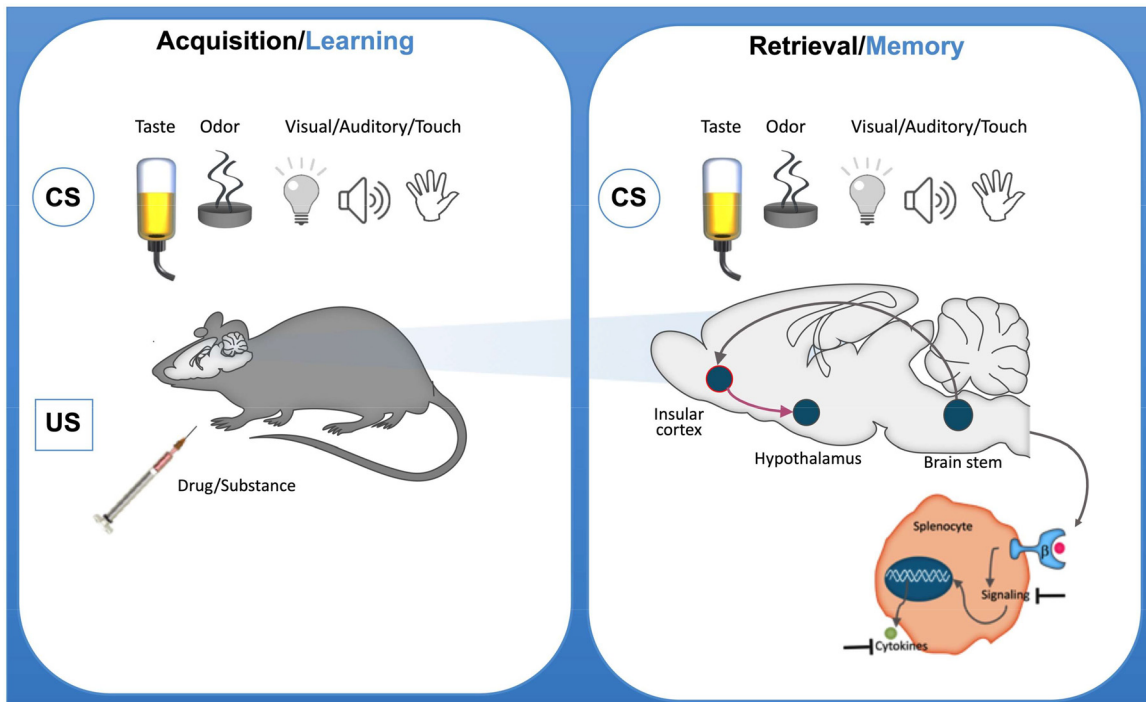 Acquisition/Learning
Taste
Odor
Visual/Auditory/Touch
CS
US
Drug/Substance
Retrieval/Memory
Taste
Odor
Visual/Auditory/Touch
CS
Insular
cortex
Hypothalamus
Brain stem
Splenocyte
β
Signaling
Cytokines